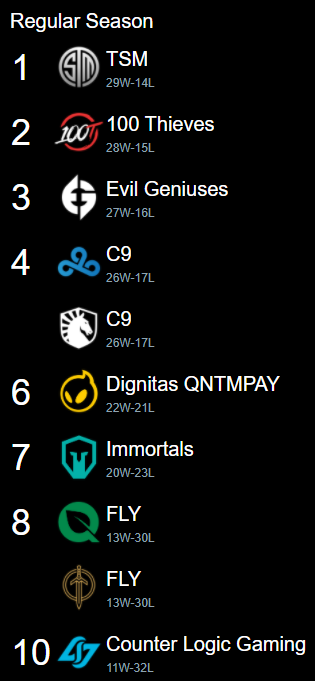 Regular Season
1
TSM
TSM
29W-14L
2
100T
100 Thieves
28W-15L
3
Evil Geniuses
27W-16L
4
C9
26W-17L
C9
26W-17L
6
Dignitas QNTMPAY
22W-21L
7
Immortals
20W-23L
8
FLY
13W-30L
FLY
13W-30L
10
Counter Logic Gaming
11W-32L